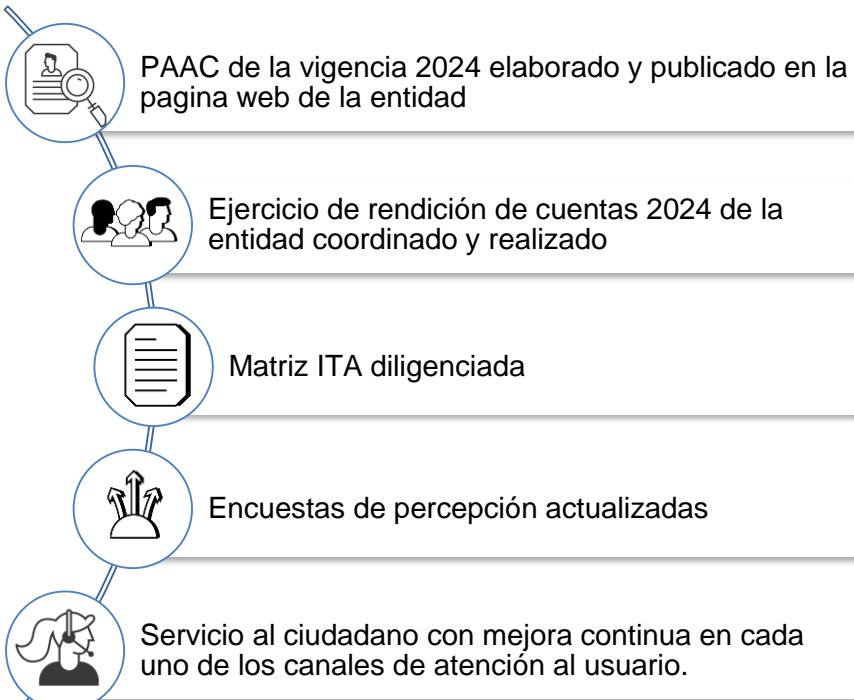 PAAC de la vigencia 2024 elaborado y publicado en la
pagina web de la entidad
Ejercicio de rendición de cuentas 2024 de la
entidad coordinado y realizado
Matriz ITA diligenciada
Encuestas de percepción actualizadas
Servicio al ciudadano con mejora continua en cada
uno de los canales de atención al usuario.